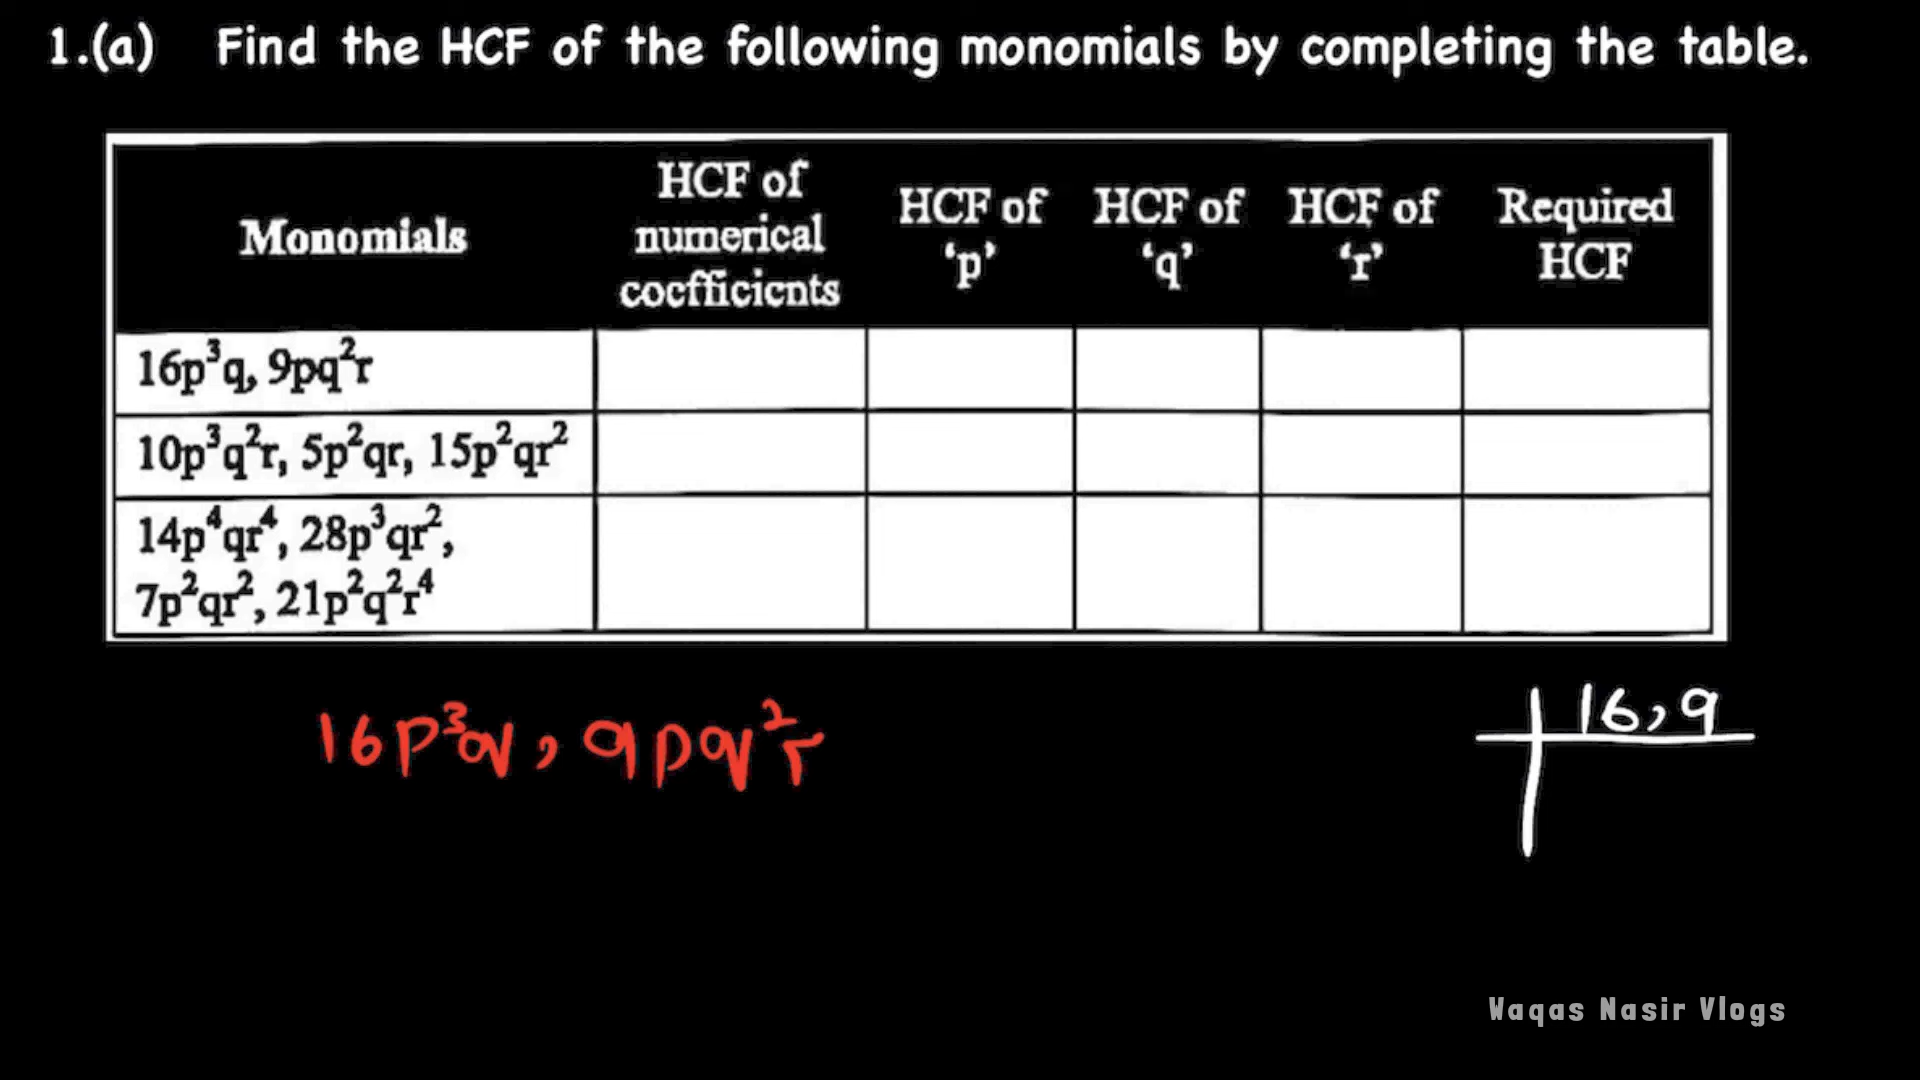 1.(a) Find the HCF of the following monomials by completing the table.
Monomials
HCF of numerical coefficients
HCF of 'p'
HCF of 'q'
HCF of 'r'
Required HCF
16p³q, 9pq²r
10p³q²r, 5p²qr, 15p²qr²
14p⁴qr⁴, 28p³qr²,
7p²qr², 21p²q²r⁴
16p³q, 9pq²r
16,9
Waqas Nasir Vlogs